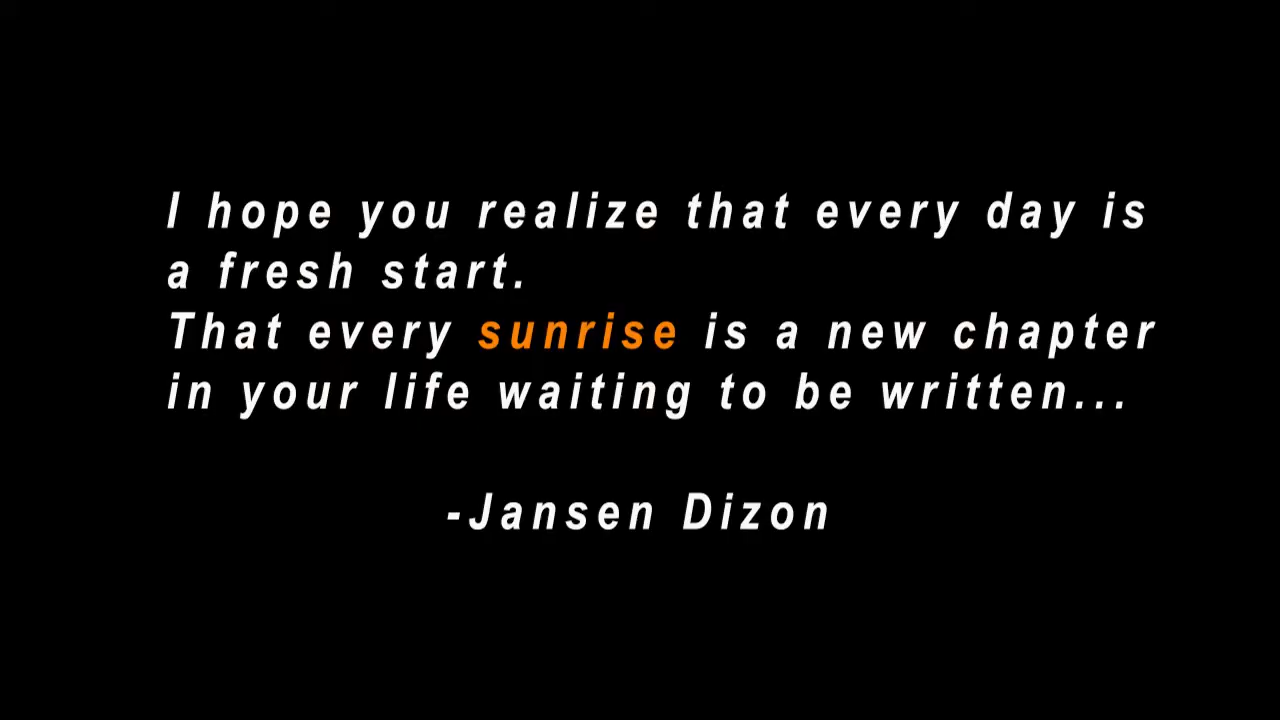 I hope you realize that every day is
a fresh start.
That every sunrise is a new chapter
in your life waiting to be written...
-Jansen Dizon